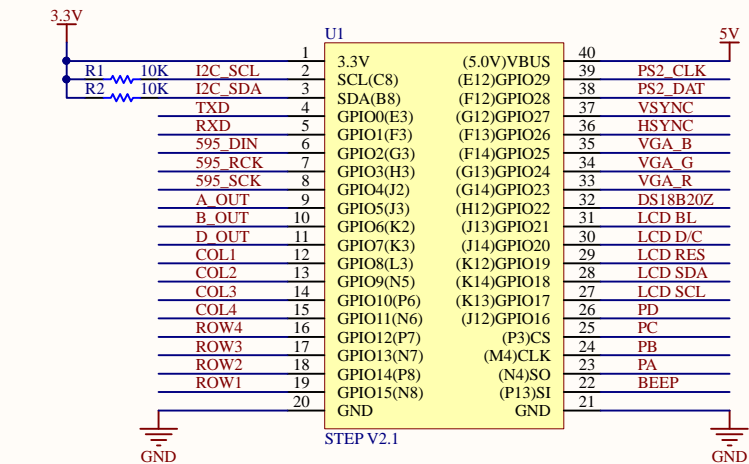 3.3V
5V
U1
1 3.3V (5.0V)VBUS 40
R1 10K I2C_SCL 2 SCL(C8) (E12)GPIO29 39 PS2_CLK
R2 10K I2C_SDA 3 SDA(B8) (F12)GPIO28 38 PS2_DAT
TXD 4 GPIO0(E3) (G12)GPIO27 37 VSYNC
RXD 5 GPIO1(F3) (F13)GPIO26 36 HSYNC
595_DIN 6 GPIO2(G3) (F14)GPIO25 35 VGA_B
595_RCK 7 GPIO3(H3) (G13)GPIO24 34 VGA_G
595_SCK 8 GPIO4(J2) (G14)GPIO23 33 VGA_R
A_OUT 9 GPIO5(J3) (H12)GPIO22 32 DS18B20Z
B_OUT 10 GPIO6(K2) (J13)GPIO21 31 LCD BL
D_OUT 11 GPIO7(K3) (J14)GPIO20 30 LCD D/C
COL1 12 GPIO8(L3) (K12)GPIO19 29 LCD RES
COL2 13 GPIO9(N5) (K14)GPIO18 28 LCD SDA
COL3 14 GPIO10(P6) (K13)GPIO17 27 LCD SCL
COL4 15 GPIO11(N6) (J12)GPIO16 26 PD
ROW4 16 GPIO12(P7) (P3)CS 25 PC
ROW3 17 GPIO13(N7) (M4)CLK 24 PB
ROW2 18 GPIO14(P8) (N4)SO 23 PA
ROW1 19 GPIO15(N8) (P13)SI 22 BEEP
20 GND GND 21
STEP V2.1
GND
GND